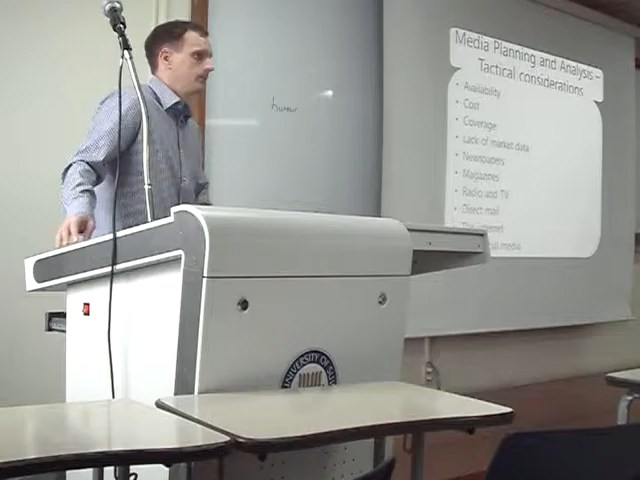 Media Planning and Analysis –
Tactical considerations
• Availability
• Cost
• Coverage
• Lack of market data
• Newspapers
• Magazines
• Radio and TV
• Direct mail
media
humor
UNIVERSITY OF